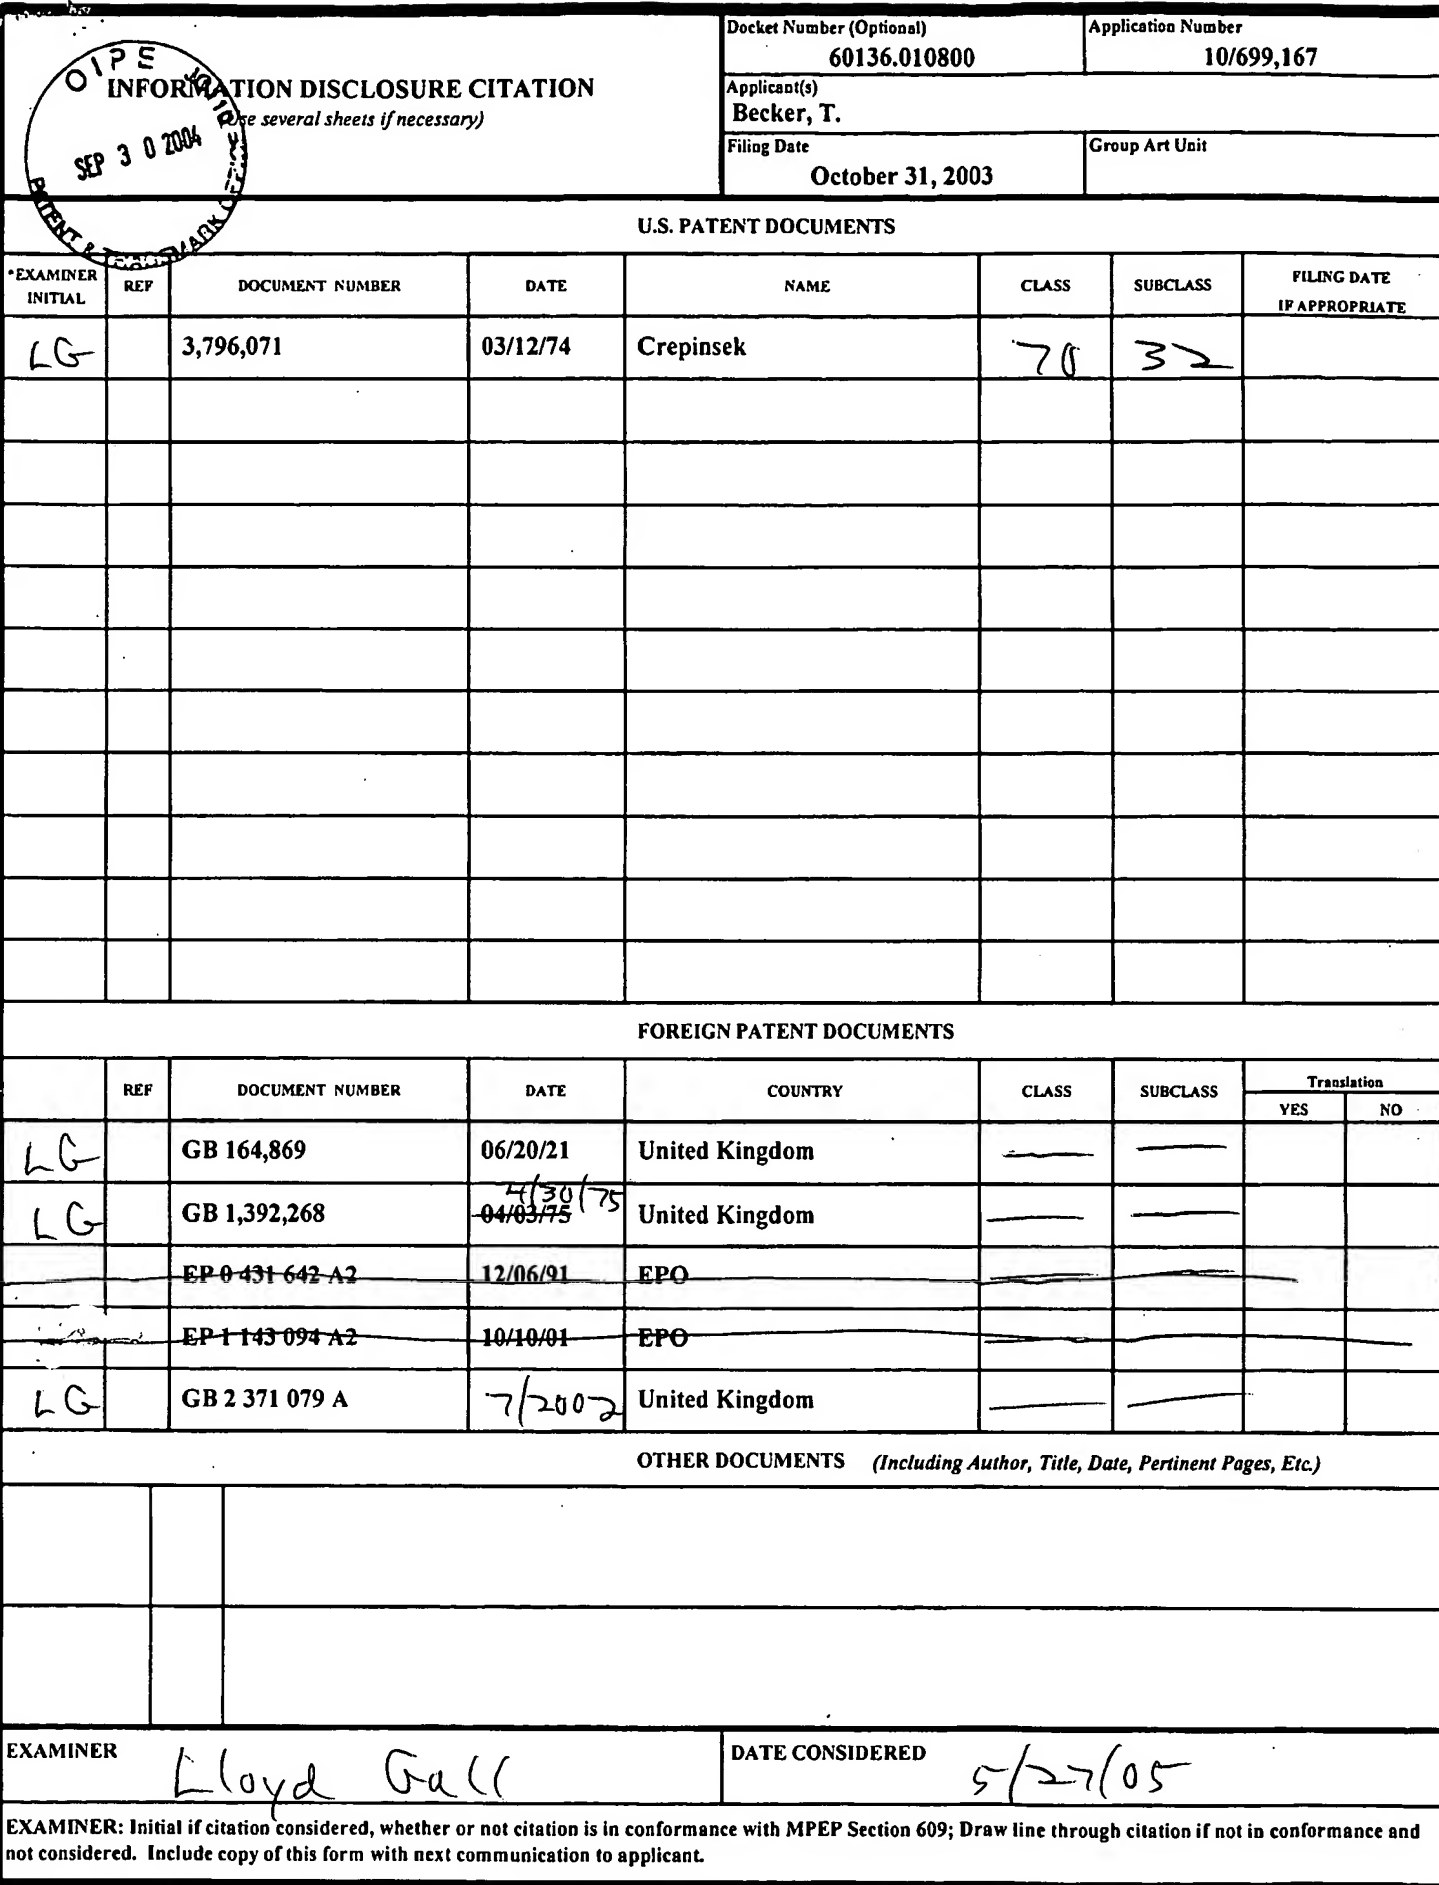 OIPE
SEP 3 0 2004
PATENT & TRADEMARK OFFICE
INFORMATION DISCLOSURE CITATION
se several sheets if necessary)
Docket Number (Optional)
60136.010800
Application Number
10/699,167
Applicant(s)
Becker, T.
Filing Date
October 31, 2003
Group Art Unit
U.S. PATENT DOCUMENTS
*EXAMINER INITIAL REF DOCUMENT NUMBER DATE NAME CLASS SUBCLASS FILING DATE IF APPROPRIATE
LG 3,796,071 03/12/74 Crepinsek 70 32
FOREIGN PATENT DOCUMENTS
REF DOCUMENT NUMBER DATE COUNTRY CLASS SUBCLASS Translation
YES NO
LG GB 164,869 06/20/21 United Kingdom — —
4/30/75
LG GB 1,392,268 04/03/75 United Kingdom — —
EP 0 431 642 A2 12/06/91 EPO
EP 1 143 094 A2 10/10/01 EPO
LG GB 2 371 079 A 7/2002 United Kingdom — —
OTHER DOCUMENTS (Including Author, Title, Date, Pertinent Pages, Etc.)
EXAMINER Lloyd Gall
DATE CONSIDERED 5/27/05
EXAMINER: Initial if citation considered, whether or not citation is in conformance with MPEP Section 609; Draw line through citation if not in conformance and
not considered. Include copy of this form with next communication to applicant.